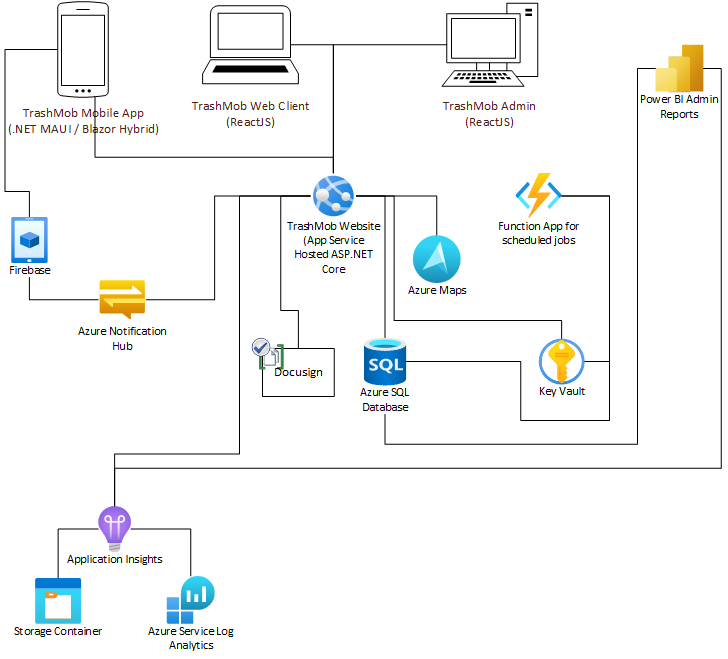 TrashMob Mobile App
(.NET MAUI / Blazor Hybrid)
TrashMob Web Client
(ReactJS)
TrashMob Admin
(ReactJS)
Power BI Admin
Reports
TrashMob Website
(App Service
Hosted ASP.NET
Core
Function App for
scheduled jobs
Firebase
Azure Maps
Azure Notification
Hub
Docusign
SQL
Azure SQL
Database
Key Vault
Application Insights
Storage Container
Azure Service Log
Analytics